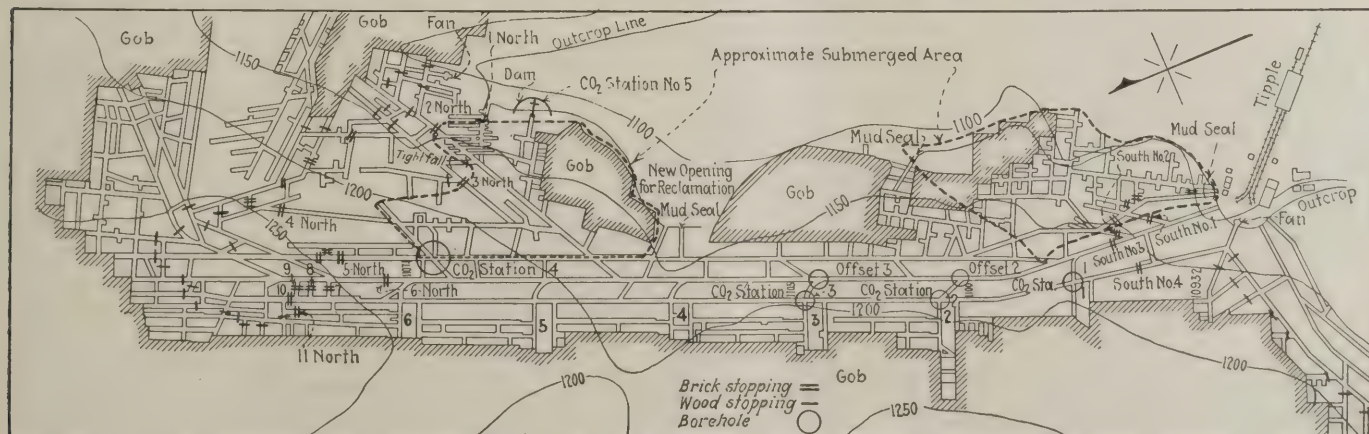 Gob
1150
Gob
Fan
1 North
Outcrop Line
Dam
CO2 Station No 5
Approximate Submerged Area
Gob
2 North
1100
Tight fall
3 North
Gob
New Opening
for Reclamation
Mud Seal
Gob
Mud Seal
1100
1150
South No 2
Mud Seal
Tipple
Fan
Outcrop
1200
4 North
1250
5-North
6-North
9
8
10
7
11 North
CO2 Station 4
Offset 3
Offset 2
CO2 Station 3
CO2 Station
CO2 Sta. 1
South No.1
South No.3
South No.4
10932
6
5
4
3
2
1200
1200
1200
1250
Gob
Brick stopping
Wood stopping
Borehole